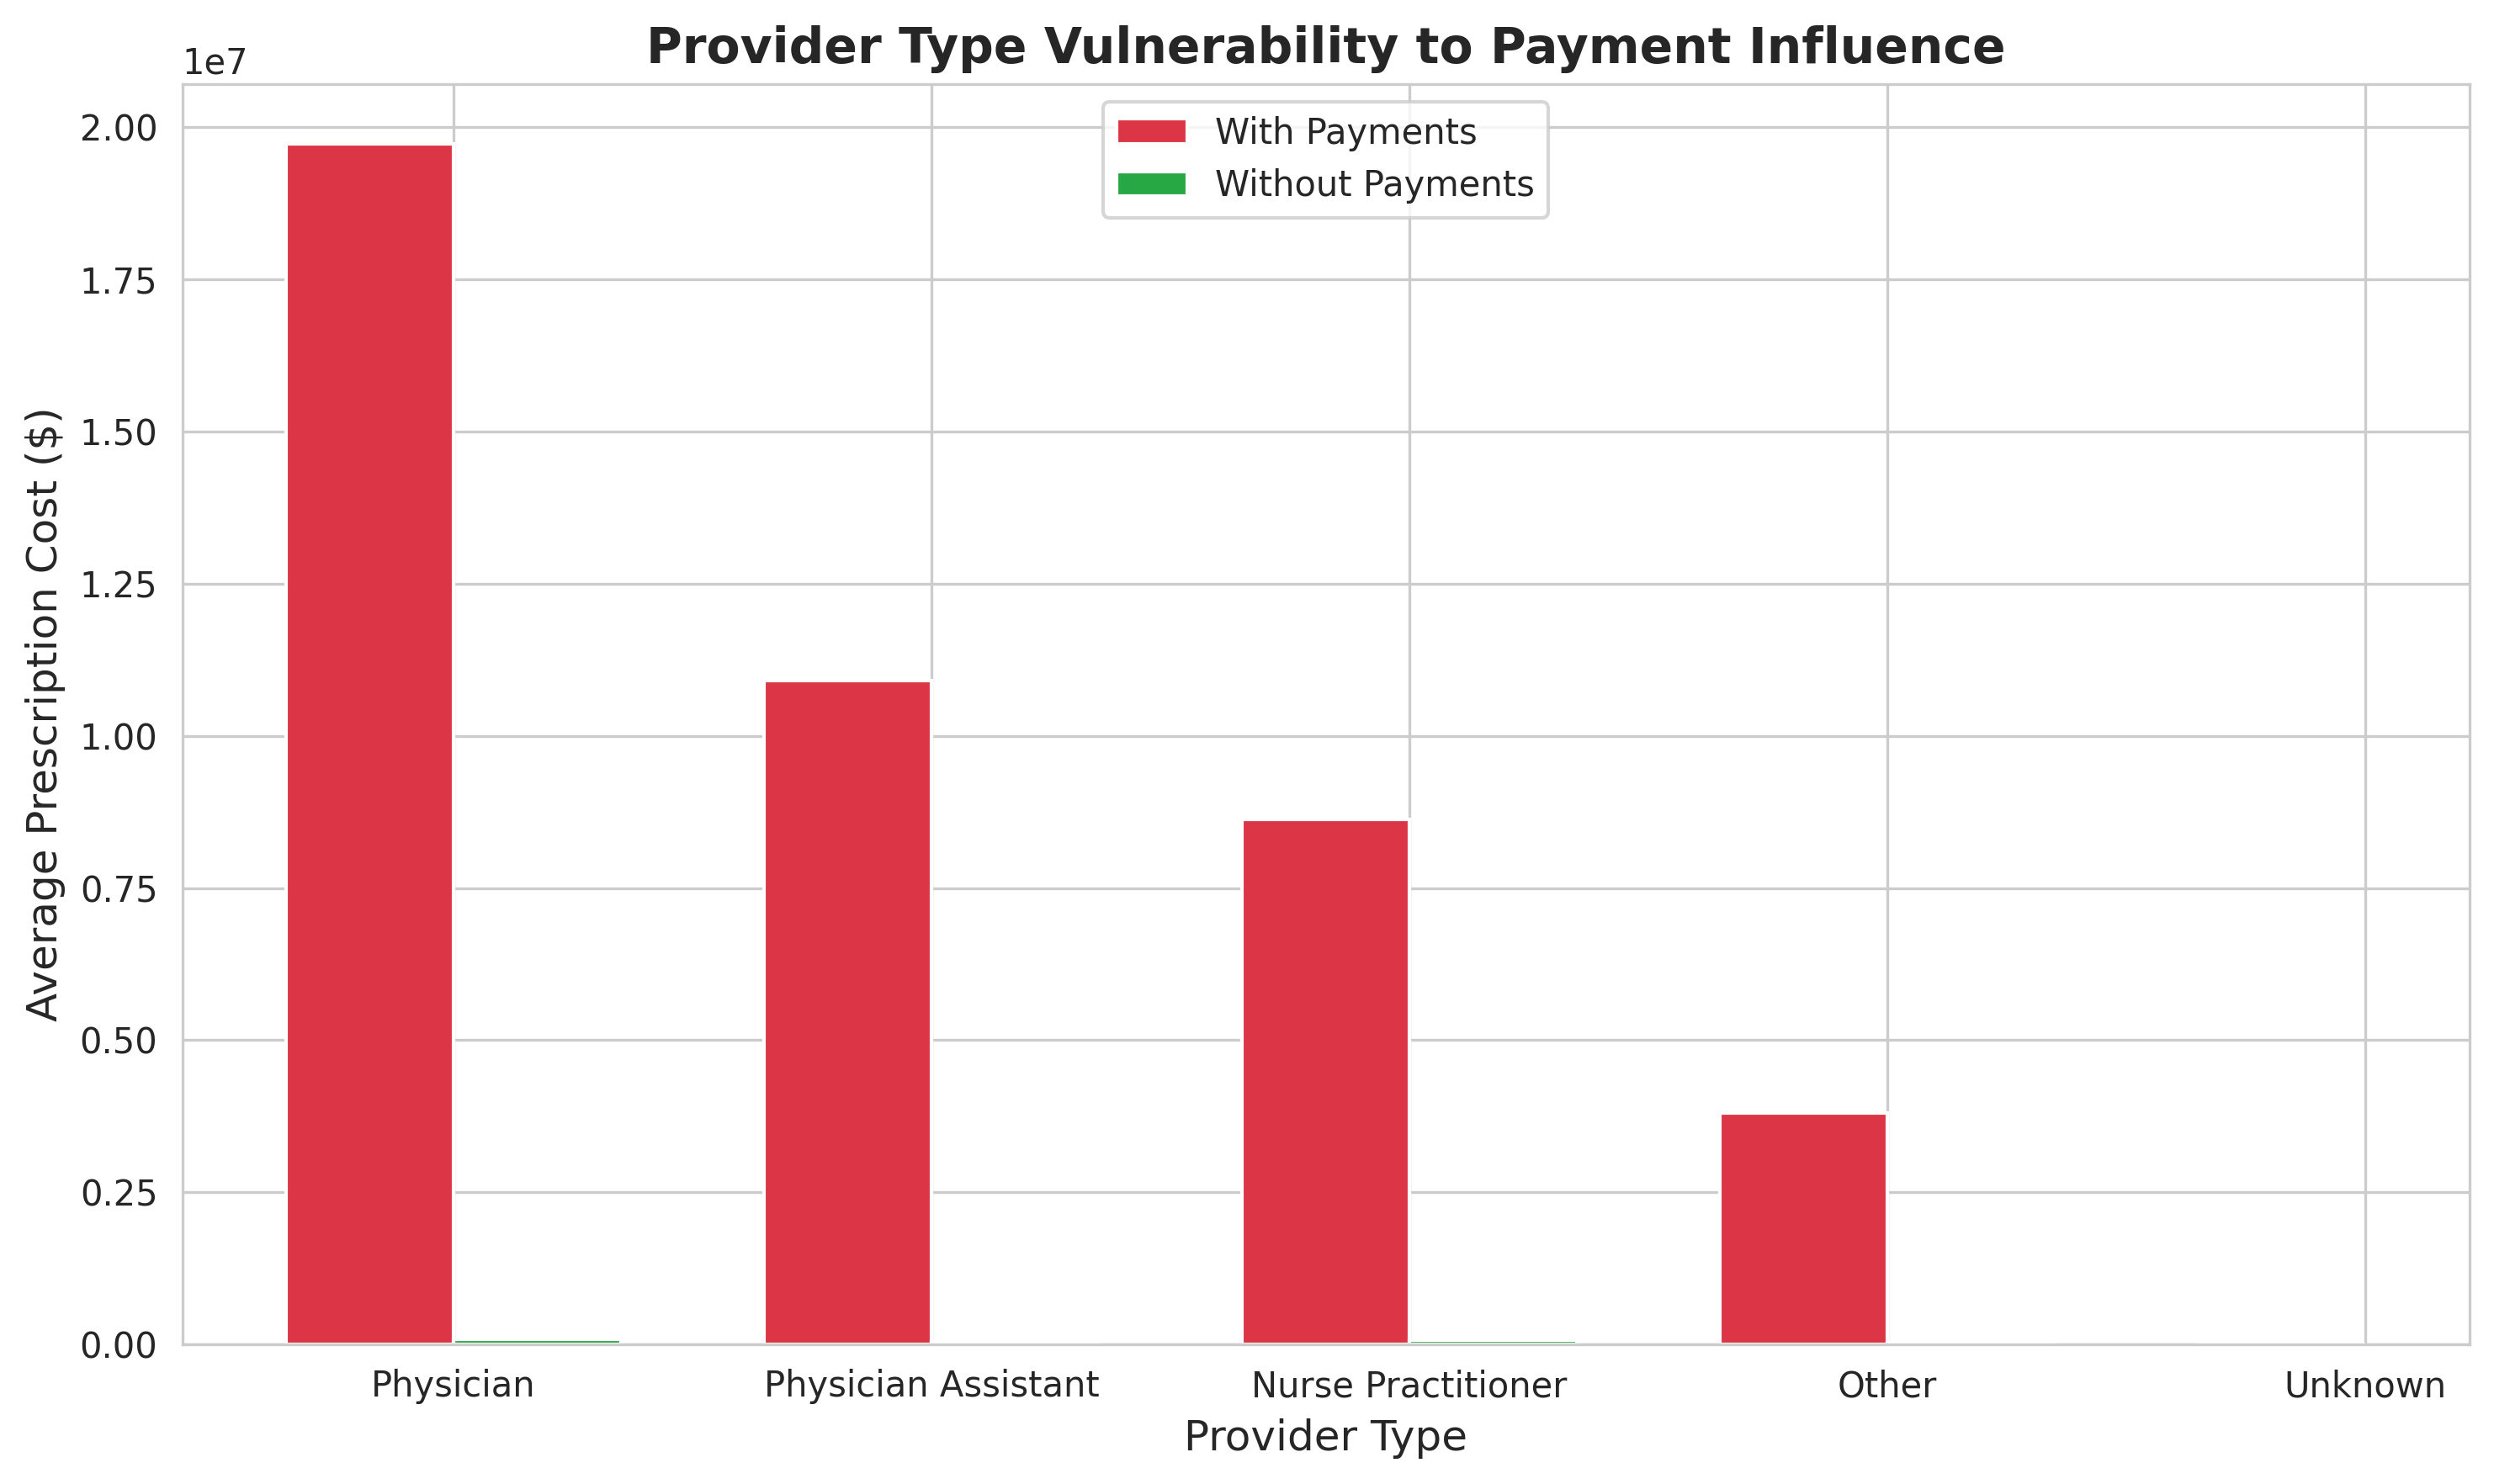 Provider Type Vulnerability to Payment Influence
1e7
With Payments
Without Payments
2.00
1.75
1.50
1.25
1.00
0.75
0.50
0.25
0.00
Average Prescription Cost ($)
Physician
Physician Assistant
Nurse Practitioner
Other
Unknown
Provider Type